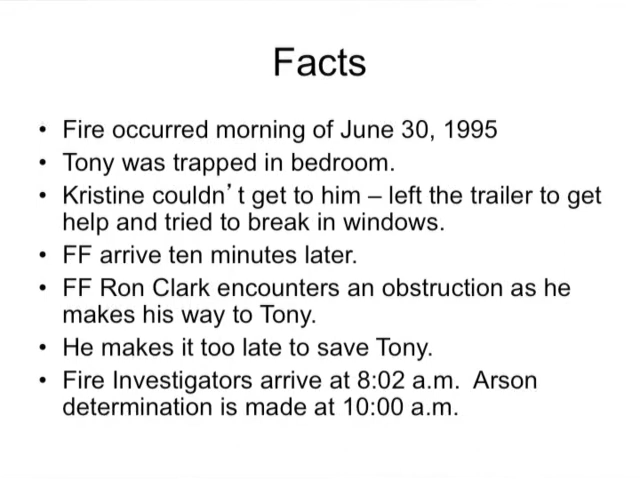 Facts
• Fire occurred morning of June 30, 1995
• Tony was trapped in bedroom.
• Kristine couldn’t get to him – left the trailer to get
help and tried to break in windows.
• FF arrive ten minutes later.
• FF Ron Clark encounters an obstruction as he
makes his way to Tony.
• He makes it too late to save Tony.
• Fire Investigators arrive at 8:02 a.m.  Arson
determination is made at 10:00 a.m.